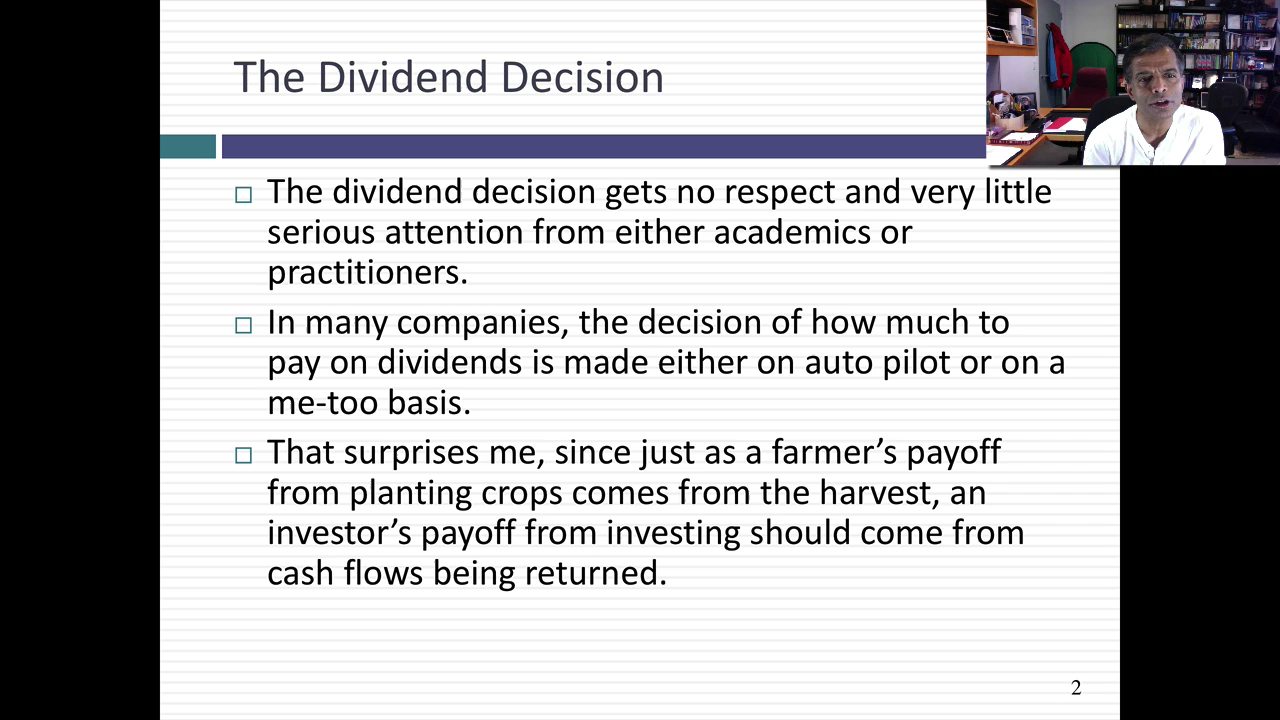 The Dividend Decision
The dividend decision gets no respect and very little
serious attention from either academics or
practitioners.
In many companies, the decision of how much to
pay on dividends is made either on auto pilot or on a
me-too basis.
That surprises me, since just as a farmer’s payoff
from planting crops comes from the harvest, an
investor’s payoff from investing should come from
cash flows being returned.
2